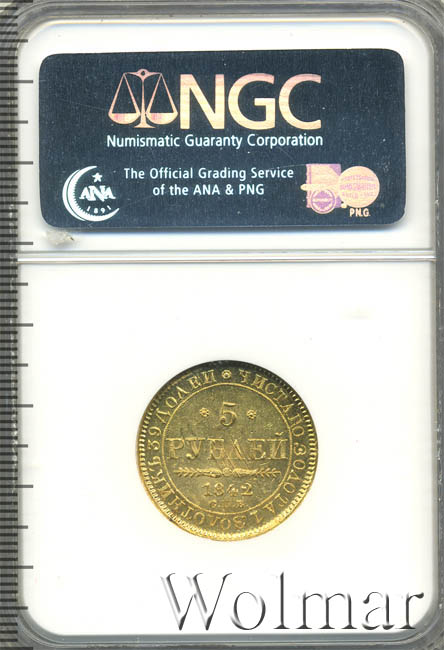 NGC
Numismatic Guaranty Corporation
The Official Grading Service
of the ANA & PNG
ANA
1891
P.N.G.
ЧИСТАГО ЗОЛОТА 1 ЗОЛОТНИКЪ 39 ДОЛЕЙ
5
РУБЛЕЙ
1842
Wolmar